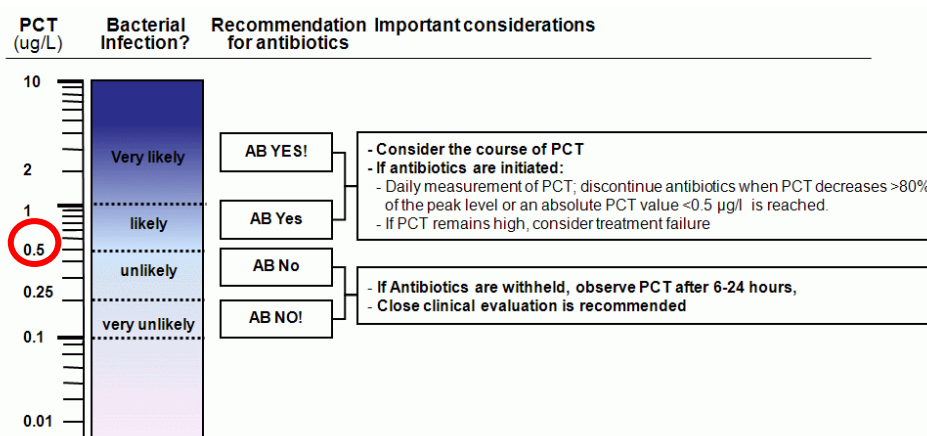 PCT Bacterial Recommendation Important considerations
(ug/L) Infection? for antibiotics
10
Very likely
AB YES!
- Consider the course of PCT
- If antibiotics are initiated:
- Daily measurement of PCT; discontinue antibiotics when PCT decreases >80%
of the peak level or an absolute PCT value <0.5 µg/l is reached.
- If PCT remains high, consider treatment failure
2
1
likely
AB Yes
0.5
unlikely
AB No
- If Antibiotics are withheld, observe PCT after 6-24 hours,
- Close clinical evaluation is recommended
0.25
very unlikely
AB NO!
0.1
0.01